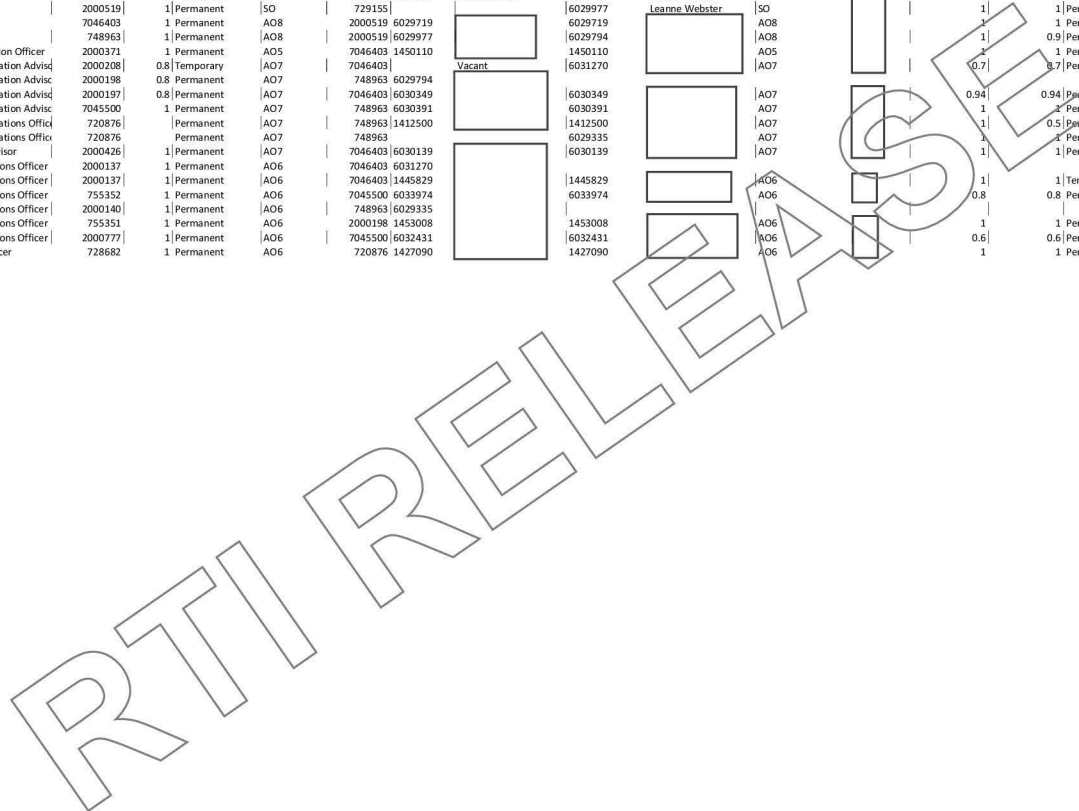 2000519 1 Permanent SO 729155 6029977 Leanne Webster SO 1 1 Per
7046403 1 Permanent AO8 2000519 6029719 6029719 AO8 1 1 Per
748963 1 Permanent AO8 2000519 6029977 6029794 AO8 1 0.9 Per
on Officer 2000371 1 Permanent AO5 7046403 1450110 1450110 AO5 1 1 Per
ation Advisc 2000208 0.8 Temporary AO7 7046403 Vacant 6031270 AO7 0.7 0.7 Per
ation Advisc 2000198 0.8 Permanent AO7 748963 6029794
ation Advisc 2000197 0.8 Permanent AO7 7046403 6030349 6030349 AO7 0.94 0.94 Per
ation Advisc 7045500 1 Permanent AO7 748963 6030391 6030391 AO7 1 1 Per
ations Offic 720876 Permanent AO7 748963 1412500 1412500 AO7 1 0.5 Per
ations Offic 720876 Permanent AO7 748963 6029335 AO7 1 1 Per
isor 2000426 1 Permanent AO7 7046403 6030139 6030139 AO7 1 1 Per
ons Officer 2000137 1 Permanent AO6 7046403 6031270
ons Officer 2000137 1 Permanent AO6 7046403 1445829 1445829 AO6 1 1 Ter
ons Officer 755352 1 Permanent AO6 7045500 6033974 6033974 AO6 0.8 0.8 Per
ons Officer 2000140 1 Permanent AO6 748963 6029335
ons Officer 755351 1 Permanent AO6 2000198 1453008 1453008 AO6 1 1 Per
ons Officer 2000777 1 Permanent AO6 7045500 6032431 6032431 AO6 0.6 0.6 Per
cer 728682 1 Permanent AO6 720876 1427090 1427090 AO6 1 1 Per
RTI RELEASE